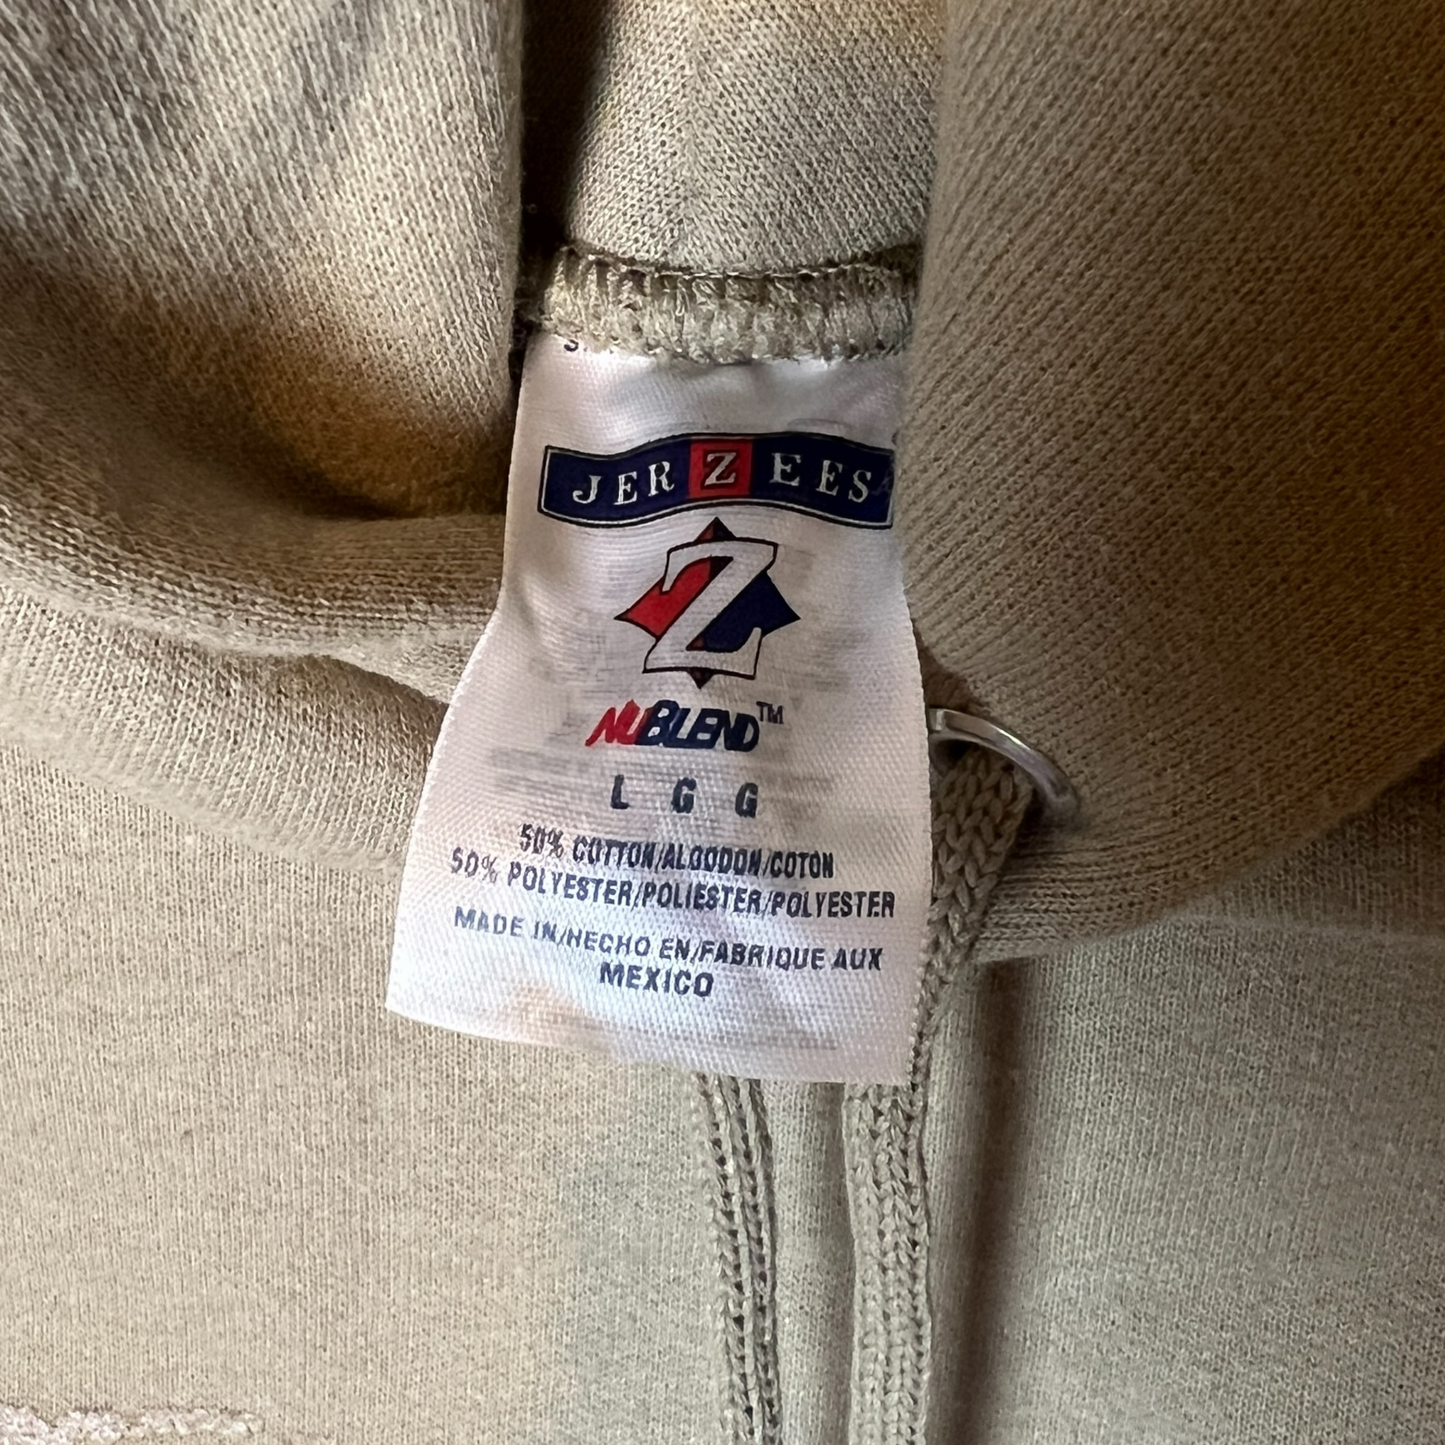 JERZEES
Z
NUBLEND™
L G G
50% COTTON/ALGODON/COTON
50% POLYESTER/POLIESTER/POLYESTER
MADE IN/HECHO EN/FABRIQUE AUX
MEXICO